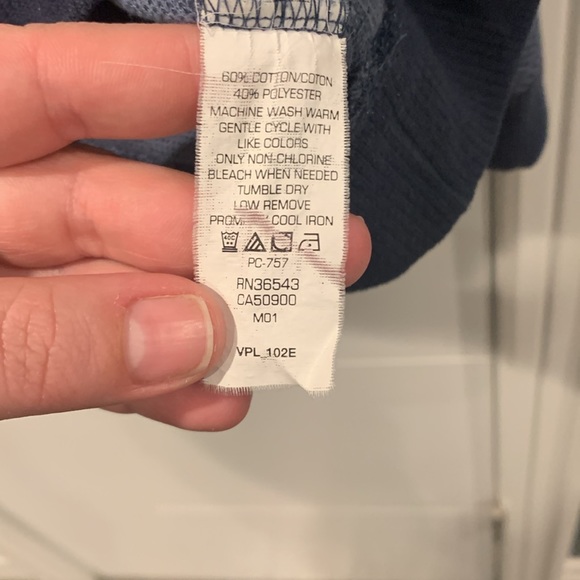 60% COTTON/COTON
40% POLYESTER
MACHINE WASH WARM
GENTLE CYCLE WITH
LIKE COLORS
ONLY NON-CHLORINE
BLEACH WHEN NEEDED
TUMBLE DRY
LOW REMOVE
COOL IRON
PC-757
RN36543
CA50900
M01
VPL_102E